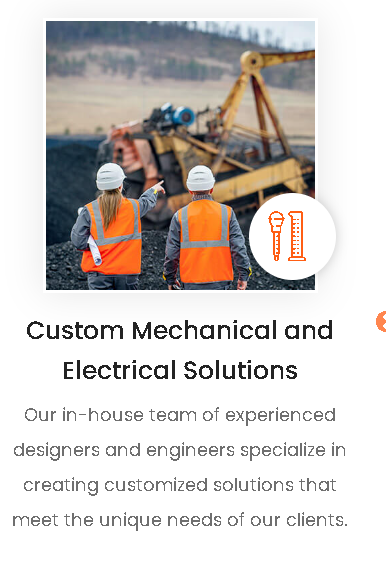 Custom Mechanical and
Electrical Solutions
Our in-house team of experienced
designers and engineers specialize in
creating customized solutions that
meet the unique needs of our clients.